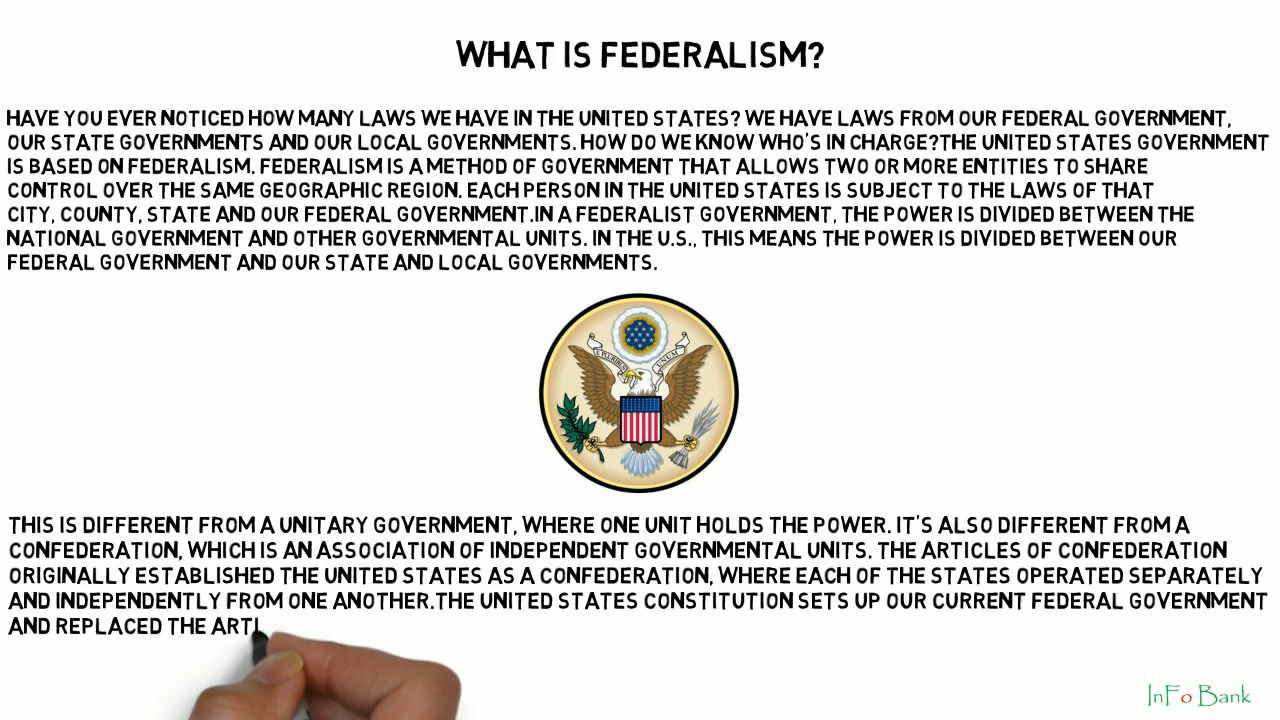 WHAT IS FEDERALISM?
HAVE YOU EVER NOTICED HOW MANY LAWS WE HAVE IN THE UNITED STATES? WE HAVE LAWS FROM OUR FEDERAL GOVERNMENT,
OUR STATE GOVERNMENTS AND OUR LOCAL GOVERNMENTS. HOW DO WE KNOW WHO'S IN CHARGE?THE UNITED STATES GOVERNMENT
IS BASED ON FEDERALISM. FEDERALISM IS A METHOD OF GOVERNMENT THAT ALLOWS TWO OR MORE ENTITIES TO SHARE
CONTROL OVER THE SAME GEOGRAPHIC REGION. EACH PERSON IN THE UNITED STATES IS SUBJECT TO THE LAWS OF THAT
CITY, COUNTY, STATE AND OUR FEDERAL GOVERNMENT.IN A FEDERALIST GOVERNMENT, THE POWER IS DIVIDED BETWEEN THE
NATIONAL GOVERNMENT AND OTHER GOVERNMENTAL UNITS. IN THE U.S., THIS MEANS THE POWER IS DIVIDED BETWEEN OUR
FEDERAL GOVERNMENT AND OUR STATE AND LOCAL GOVERNMENTS.
E PLURIBUS UNUM
THIS IS DIFFERENT FROM A UNITARY GOVERNMENT, WHERE ONE UNIT HOLDS THE POWER. IT'S ALSO DIFFERENT FROM A
CONFEDERATION, WHICH IS AN ASSOCIATION OF INDEPENDENT GOVERNMENTAL UNITS. THE ARTICLES OF CONFEDERATION
ORIGINALLY ESTABLISHED THE UNITED STATES AS A CONFEDERATION, WHERE EACH OF THE STATES OPERATED SEPARATELY
AND INDEPENDENTLY FROM ONE ANOTHER.THE UNITED STATES CONSTITUTION SETS UP OUR CURRENT FEDERAL GOVERNMENT
AND REPLACED THE ARTI
InFo Bank